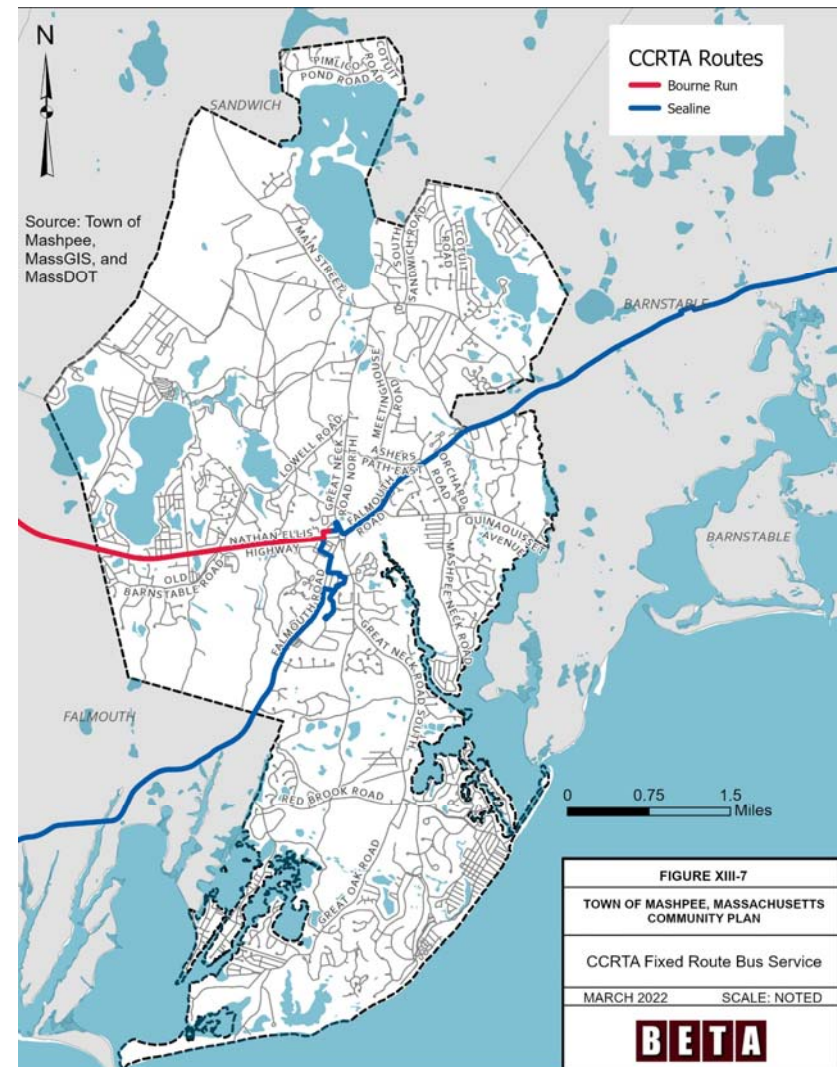 N
CCRTA Routes
Bourne Run
Sealine
Source: Town of
Mashpee,
MassGIS, and
MassDOT
PIMLICO
POND ROAD
COTUIT
ROAD
SANDWICH
MAIN STREET
SOUTH
SANDWICH ROAD
COTUIT
ROAD
BARNSTABLE
LOWELL ROAD
GREAT NECK
ROAD NORTH
MEETINGHOUSE
ROAD
ASHERS
PATH EAST
ORCHARD
ROAD
FALMOUTH
ROAD
QUINAQUISSET
AVENUE
NATHAN ELLIS
HIGHWAY
OLD
BARNSTABLE ROAD
FALMOUTH ROAD
MASHPEE NECK ROAD
BARNSTABLE
GREAT NECK ROAD SOUTH
FALMOUTH
RED BROOK ROAD
GREAT OAK ROAD
0 0.75 1.5
Miles
FIGURE XIII-7
TOWN OF MASHPEE, MASSACHUSETTS
COMMUNITY PLAN
CCRTA Fixed Route Bus Service
MARCH 2022 SCALE: NOTED
BETA